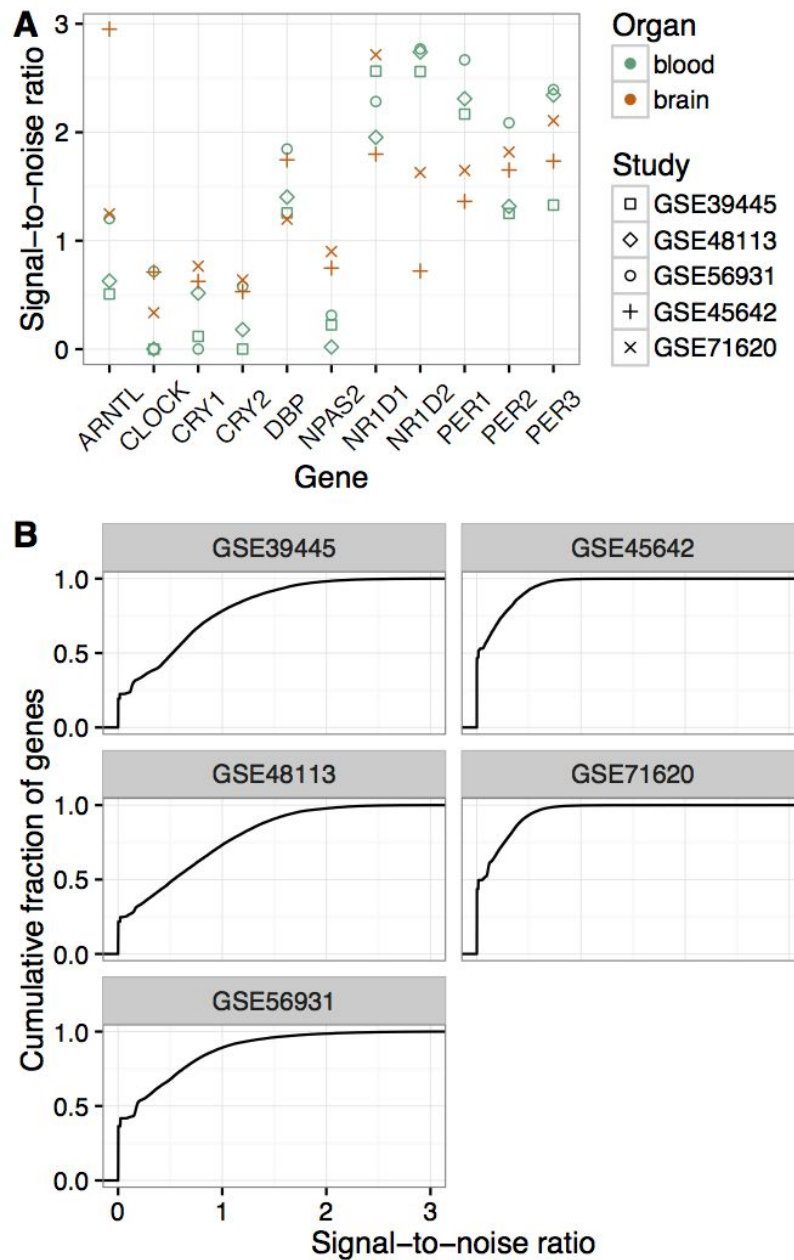 A
Signal−to−noise ratio
3
2
1
0
ARNTL
CLOCK
CRY1
CRY2
DBP
NPAS2
NR1D1
NR1D2
PER1
PER2
PER3
Gene
Organ
blood
brain
Study
GSE39445
GSE48113
GSE56931
GSE45642
GSE71620
B
Cumulative fraction of genes
GSE39445
GSE45642
1.0
0.5
0.0
GSE48113
GSE71620
1.0
0.5
0.0
GSE56931
1.0
0.5
0.0
0 1 2 3
Signal−to−noise ratio